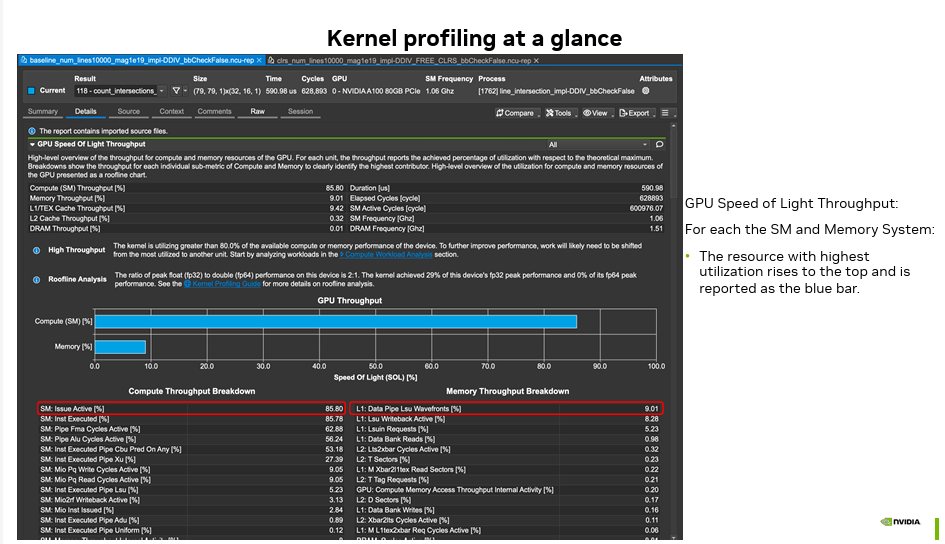 Kernel profiling at a glance
baseline_num_lines10000_mag1e19_impl-DDIV_bbCheckFalse.ncu-rep × clrs_num_lines10000_mag1e19_impl-DDIV_FREE_CLRS_bbCheckFalse.ncu-rep ×
Result Size Time Cycles GPU SM Frequency Process Attributes
Current 118 - count_intersections_ (79, 79, 1)x(32, 16, 1) 590.98 us 628,893 0 - NVIDIA A100 80GB PCIe 1.06 Ghz [1762] line_intersection_impl-DDIV_bbCheckFalse
Summary Details Source Context Comments Raw Session Compare Tools View Export
The report contains imported source files.
GPU Speed Of Light Throughput All
High-level overview of the throughput for compute and memory resources of the GPU. For each unit, the throughput reports the achieved percentage of utilization with respect to the theoretical maximum.
Breakdowns show the throughput for each individual sub-metric of Compute and Memory to clearly identify the highest contributor. High-level overview of the utilization for compute and memory resources of
the GPU presented as a roofline chart.
Compute (SM) Throughput [%] 85.80 Duration [us] 590.98
Memory Throughput [%] 9.01 Elapsed Cycles [cycle] 628893
L1/TEX Cache Throughput [%] 9.42 SM Active Cycles [cycle] 600976.07
L2 Cache Throughput [%] 0.32 SM Frequency [Ghz] 1.06
DRAM Throughput [%] 0.01 DRAM Frequency [Ghz] 1.51
High Throughput The kernel is utilizing greater than 80.0% of the available compute or memory performance of the device. To further improve performance, work will likely need to be shifted
from the most utilized to another unit. Start by analyzing workloads in the Compute Workload Analysis section.
Roofline Analysis The ratio of peak float (fp32) to double (fp64) performance on this device is 2:1. The kernel achieved 29% of this device's fp32 peak performance and 0% of its fp64 peak
performance. See the Kernel Profiling Guide for more details on roofline analysis.
GPU Throughput
Compute (SM) [%]
Memory [%]
0.0 10.0 20.0 30.0 40.0 50.0 60.0 70.0 80.0 90.0 100.0
Speed Of Light (SOL) [%]
Compute Throughput Breakdown Memory Throughput Breakdown
SM: Issue Active [%] 85.80 L1: Data Pipe Lsu Wavefronts [%] 9.01
SM: Inst Executed [%] 85.78 L1: Lsu Writeback Active [%] 8.28
SM: Pipe Fma Cycles Active [%] 62.88 L1: Lsuin Requests [%] 5.23
SM: Pipe Alu Cycles Active [%] 56.24 L1: Data Bank Reads [%] 0.98
SM: Inst Executed Pipe Cbu Pred On Any [%] 53.18 L2: Lts2xbar Cycles Active [%] 0.32
SM: Inst Executed Pipe Xu [%] 27.39 L2: T Sectors [%] 0.23
SM: Mio Pq Write Cycles Active [%] 9.05 L1: M Xbar2l1tex Read Sectors [%] 0.22
SM: Mio Pq Read Cycles Active [%] 9.05 L2: T Tag Requests [%] 0.21
SM: Inst Executed Pipe Lsu [%] 5.23 GPU: Compute Memory Access Throughput Internal Activity [%] 0.20
SM: Mio2rf Writeback Active [%] 3.13 L2: D Sectors [%] 0.17
SM: Mio Inst Issued [%] 2.84 L1: Data Bank Writes [%] 0.16
SM: Inst Executed Pipe Adu [%] 0.89 L2: Xbar2lts Cycles Active [%] 0.11
SM: Inst Executed Pipe Uniform [%] 0.12 L1: M L1tex2xbar Req Cycles Active [%] 0.06
GPU Speed of Light Throughput:
For each the SM and Memory System:
• The resource with highest
utilization rises to the top and is
reported as the blue bar.
NVIDIA